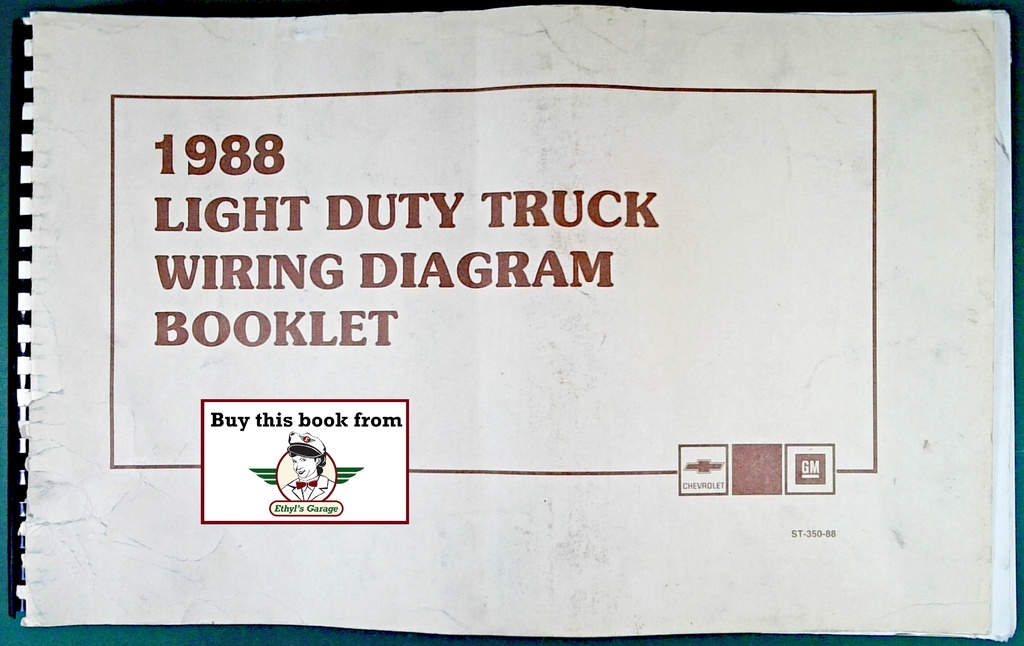 1988
LIGHT DUTY TRUCK
WIRING DIAGRAM
BOOKLET
Buy this book from
Ethyl's Garage
CHEVROLET
GM
ST-350-88